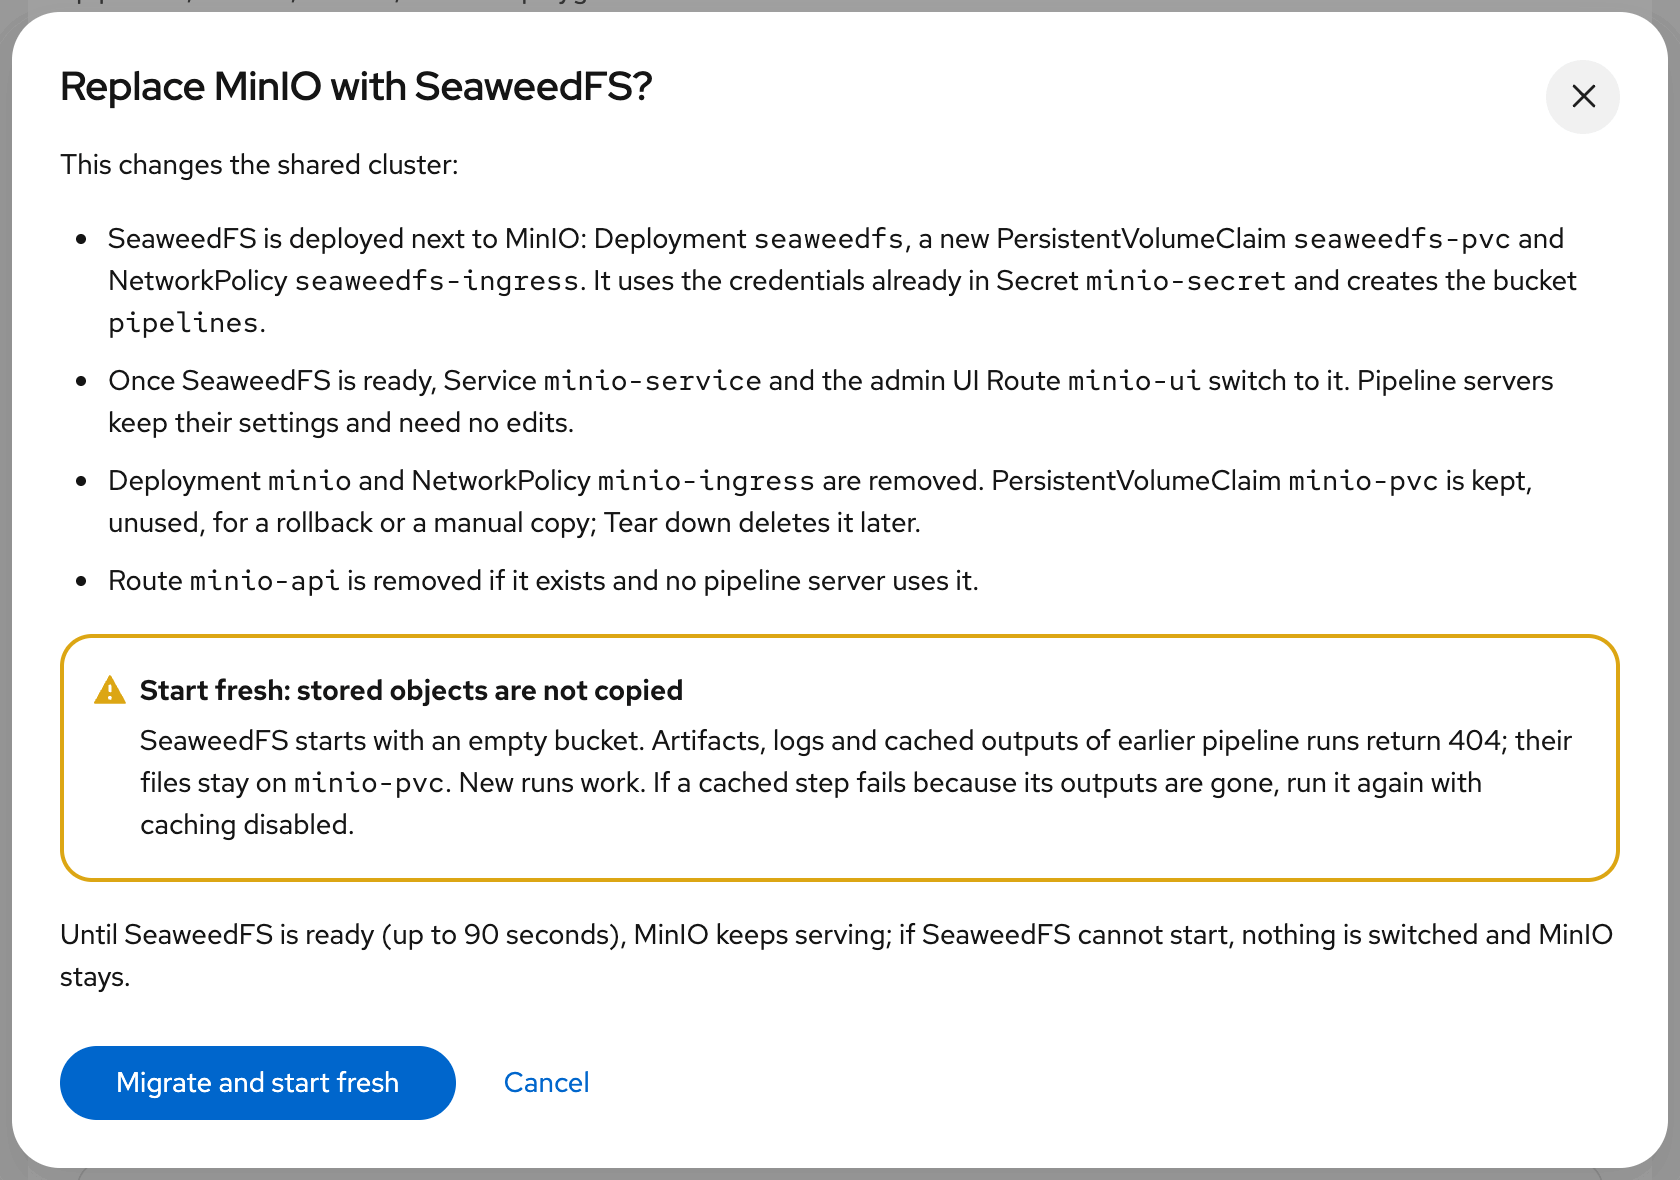 Replace MinIO with SeaweedFS?
This changes the shared cluster:
SeaweedFS is deployed next to MinIO: Deployment seaweedfs, a new PersistentVolumeClaim seaweedfs-pvc and
NetworkPolicy seaweedfs-ingress. It uses the credentials already in Secret minio-secret and creates the bucket
pipelines.
Once SeaweedFS is ready, Service minio-service and the admin UI Route minio-ui switch to it. Pipeline servers
keep their settings and need no edits.
Deployment minio and NetworkPolicy minio-ingress are removed. PersistentVolumeClaim minio-pvc is kept,
unused, for a rollback or a manual copy; Tear down deletes it later.
Route minio-api is removed if it exists and no pipeline server uses it.
Start fresh: stored objects are not copied
SeaweedFS starts with an empty bucket. Artifacts, logs and cached outputs of earlier pipeline runs return 404; their
files stay on minio-pvc. New runs work. If a cached step fails because its outputs are gone, run it again with
caching disabled.
Until SeaweedFS is ready (up to 90 seconds), MinIO keeps serving; if SeaweedFS cannot start, nothing is switched and MinIO
stays.
Migrate and start fresh
Cancel